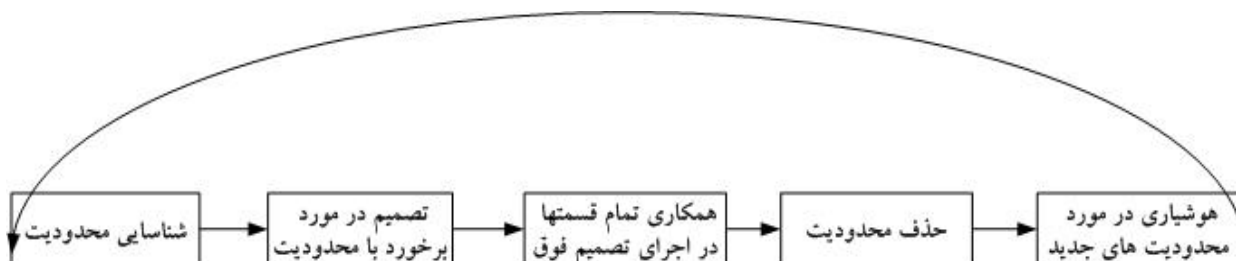 شناسایی محدودیت
تصمیم در مورد
برخورد با محدودیت
همکاری تمام قسمتها
در اجرای تصمیم فوق
حذف محدودیت
هوشیاری در مورد
محدودیت های جدید